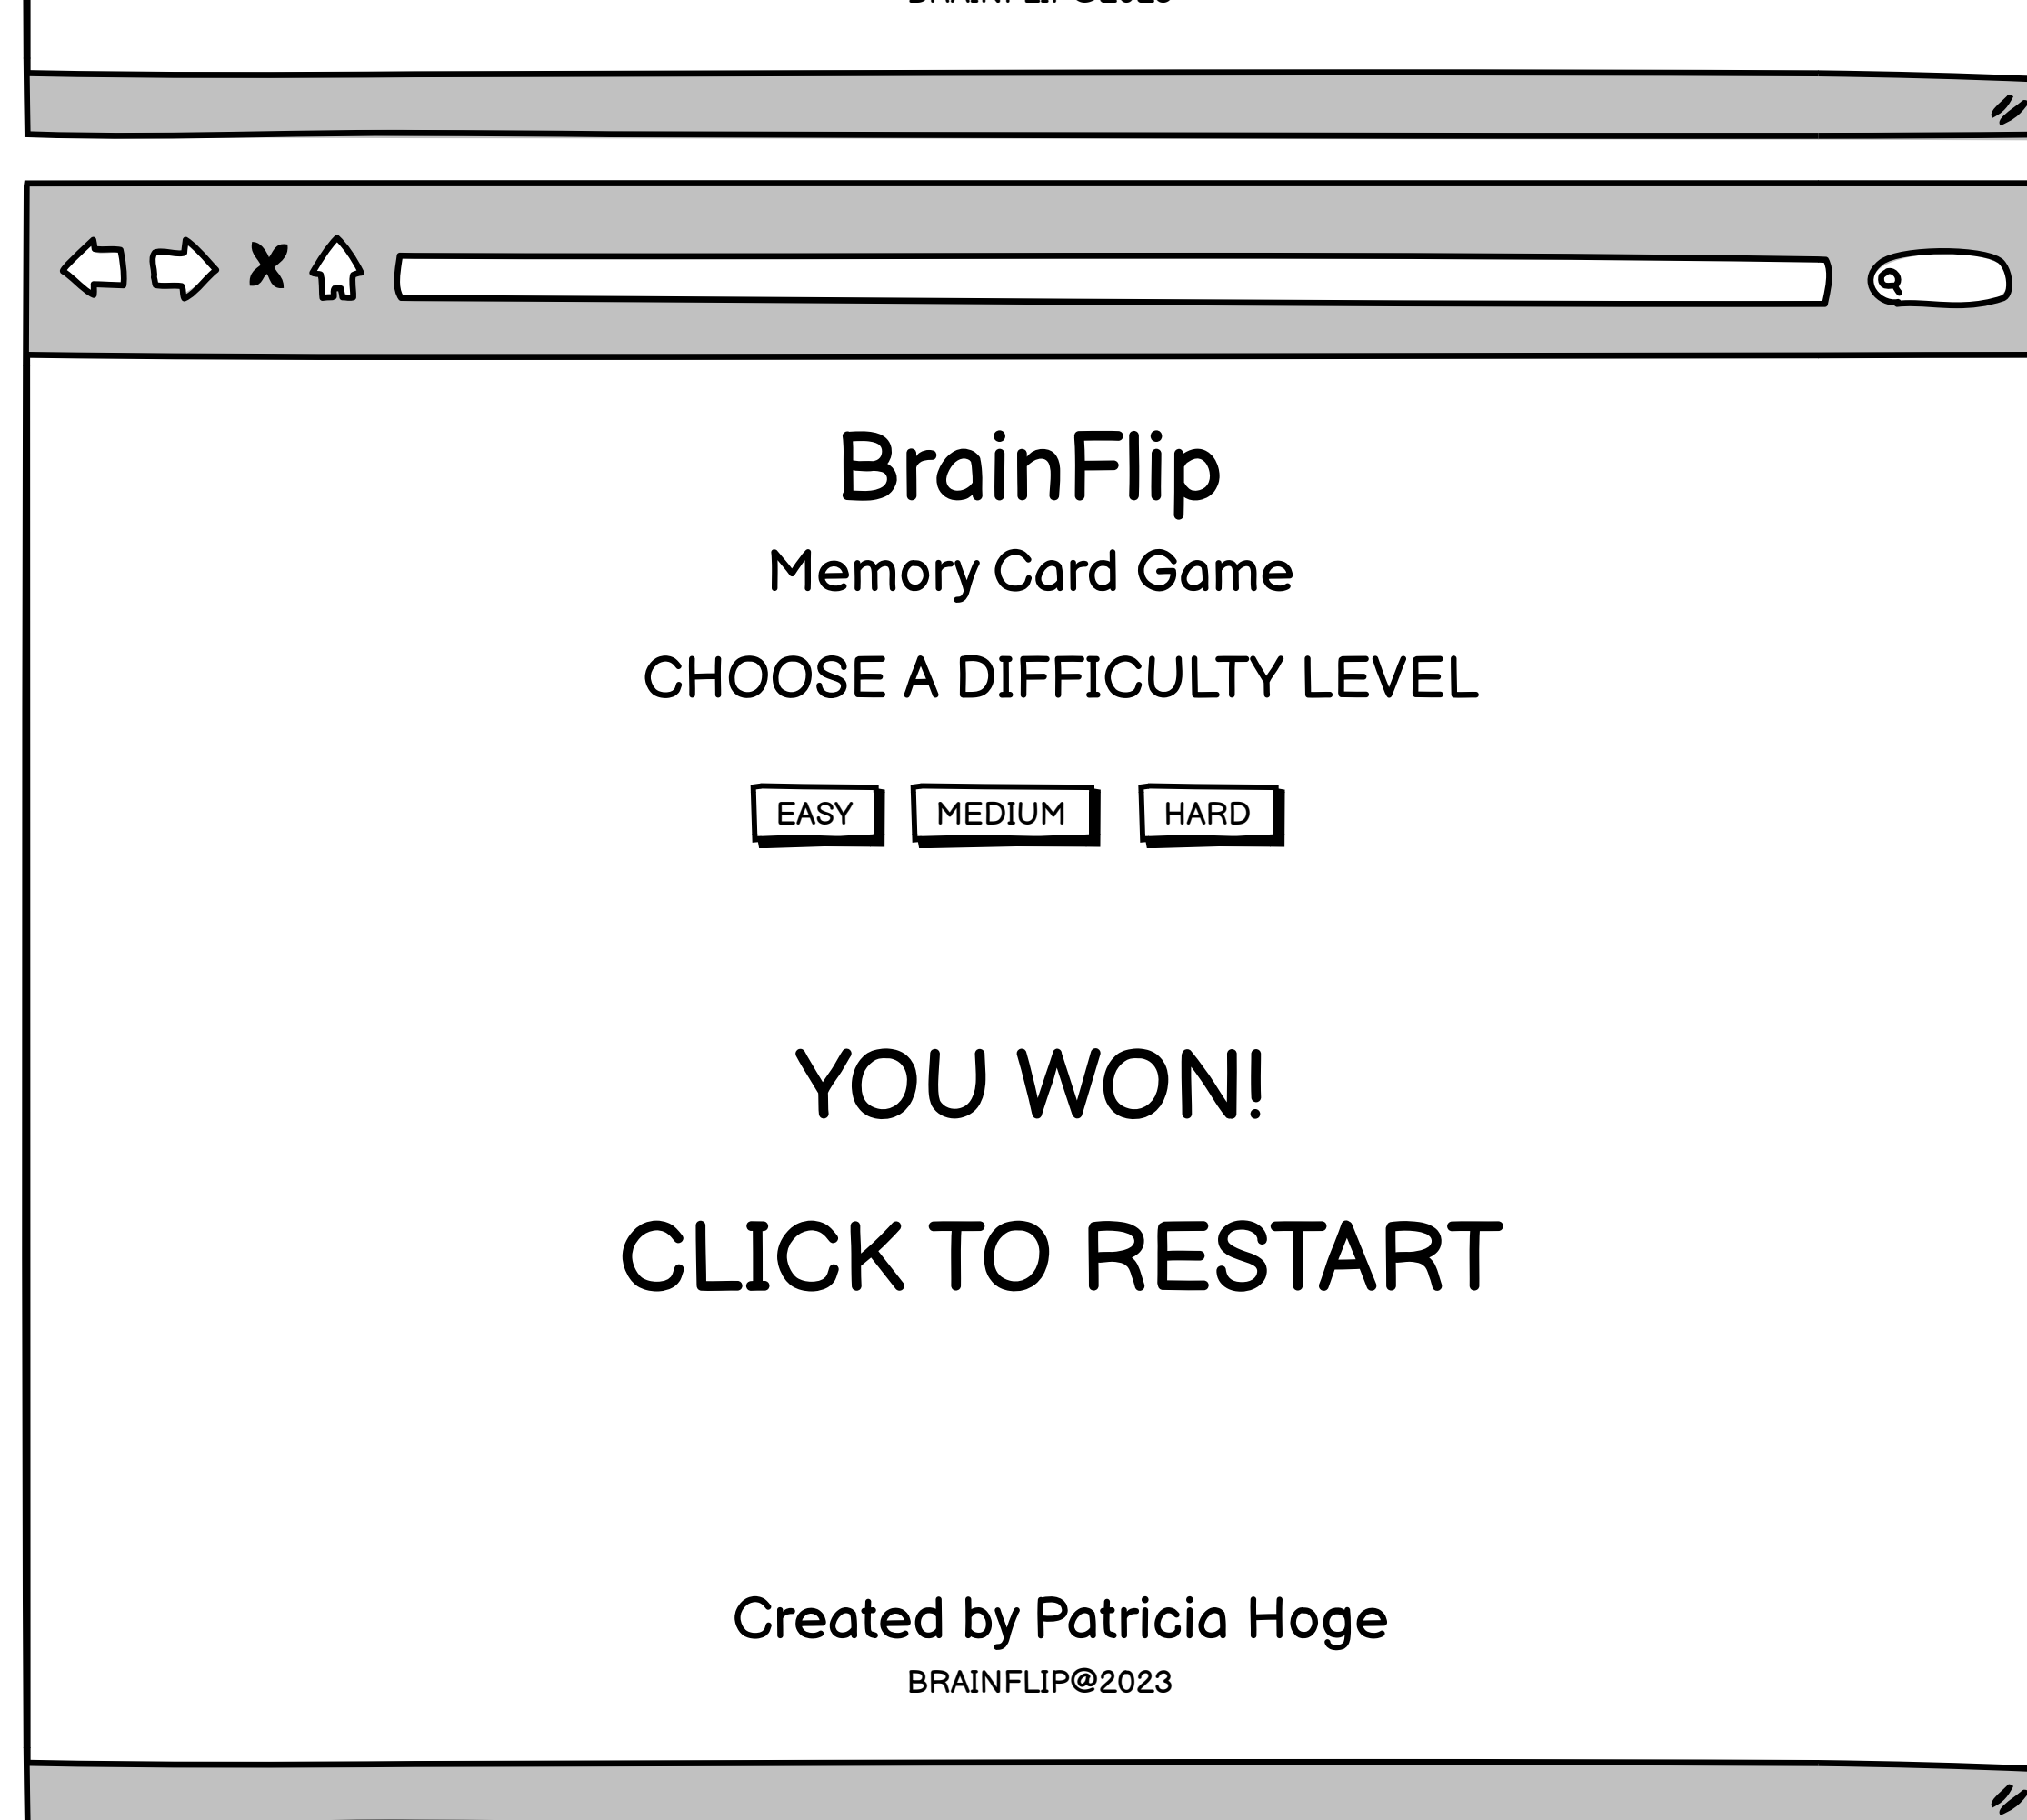 BrainFlip
Memory Card Game
CHOOSE A DIFFICULTY LEVEL
EASY MEDIUM HARD
YOU WON!
CLICK TO RESTART
Created by Patricia Hoge
BRAINFLIP@2023